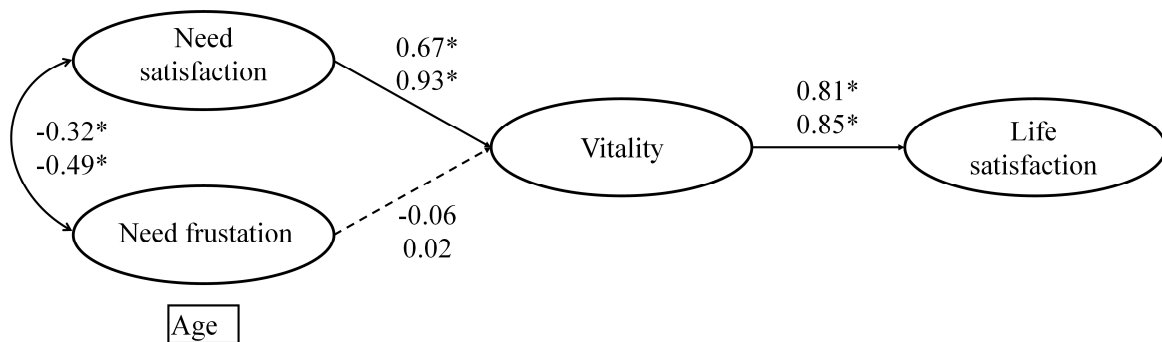 Need
satisfaction
0.67*
0.93*
-0.32*
-0.49*
Vitality
0.81*
0.85*
Life
satisfaction
Need frustation
-0.06
0.02
Age